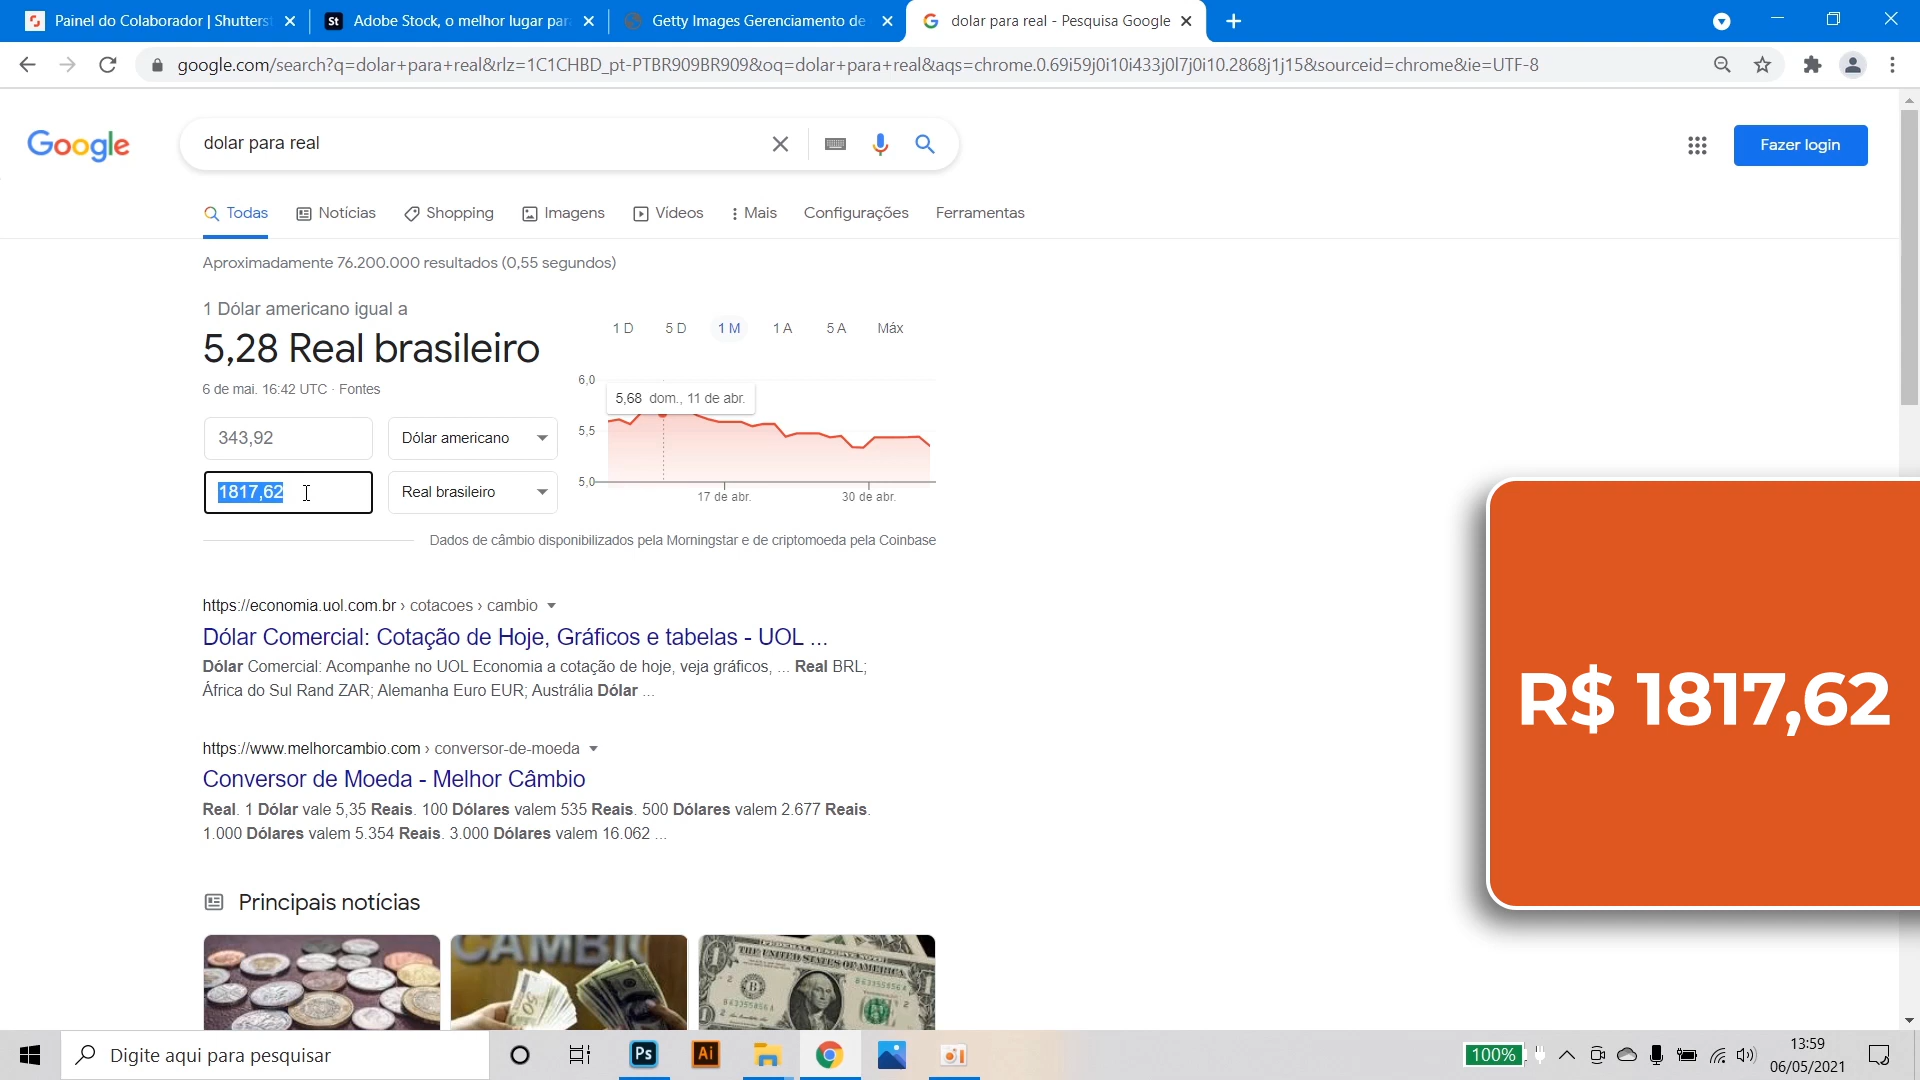 Painel do Colaborador | Shutterst
Adobe Stock, o melhor lugar par
Getty Images Gerenciamento de
dolar para real - Pesquisa Google
google.com/search?q=dolar+para+real&rlz=1C1CHBD_pt-PTBR909BR909&oq=dolar+para+real&aqs=chrome.0.69i59j0i10i433j0l7j0i10.2868j1j15&sourceid=chrome&ie=UTF-8
Google
dolar para real
Fazer login
Todas
Notícias
Shopping
Imagens
Vídeos
Mais
Configurações
Ferramentas
Aproximadamente 76.200.000 resultados (0,55 segundos)
1 Dólar americano igual a
5,28 Real brasileiro
6 de mai. 16:42 UTC · Fontes
343,92
Dólar americano
1817,62
Real brasileiro
1 D 5 D 1 M 1 A 5 A Máx
6,0
5,68 dom., 11 de abr.
5,5
5,0
17 de abr. 30 de abr.
Dados de câmbio disponibilizados pela Morningstar e de criptomoeda pela Coinbase
https://economia.uol.com.br › cotacoes › cambio
Dólar Comercial: Cotação de Hoje, Gráficos e tabelas - UOL ...
Dólar Comercial: Acompanhe no UOL Economia a cotação de hoje, veja gráficos, ... Real BRL;
África do Sul Rand ZAR; Alemanha Euro EUR; Austrália Dólar ...
https://www.melhorcambio.com › conversor-de-moeda
Conversor de Moeda - Melhor Câmbio
Real. 1 Dólar vale 5,35 Reais. 100 Dólares valem 535 Reais. 500 Dólares valem 2.677 Reais.
1.000 Dólares valem 5.354 Reais. 3.000 Dólares valem 16.062 ...
Principais notícias
CAMBI
THE UNITED STATES OF AMERICA
R$ 1817,62
Digite aqui para pesquisar
Ps
Ai
100%
13:59
06/05/2021